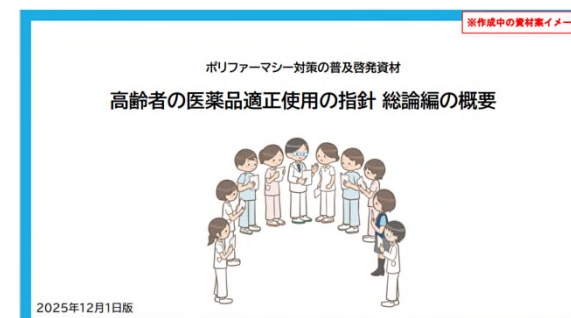 ※作成中の資材案イメー
ポリファーマシー対策の普及啓発資材
高齢者の医薬品適正使用の指針 総論編の概要
2025年12月1日版